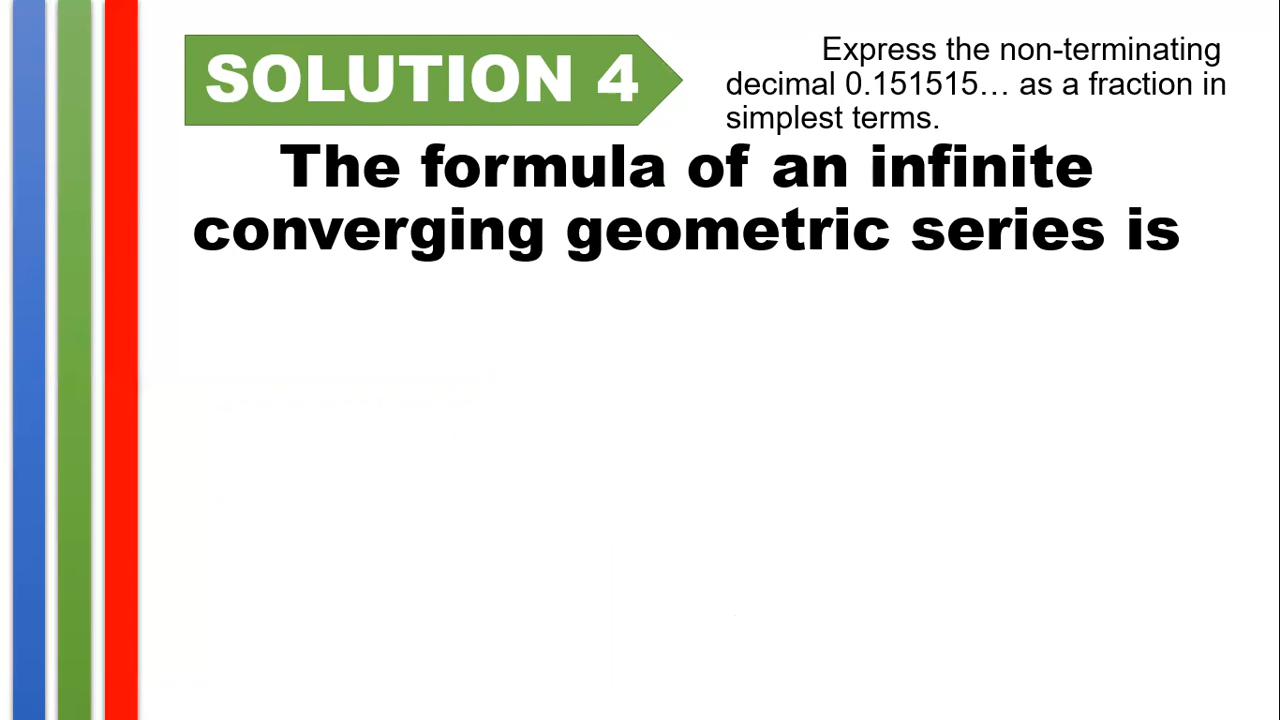 SOLUTION 4
Express the non-terminating
decimal 0.151515… as a fraction in
simplest terms.
The formula of an infinite
converging geometric series is